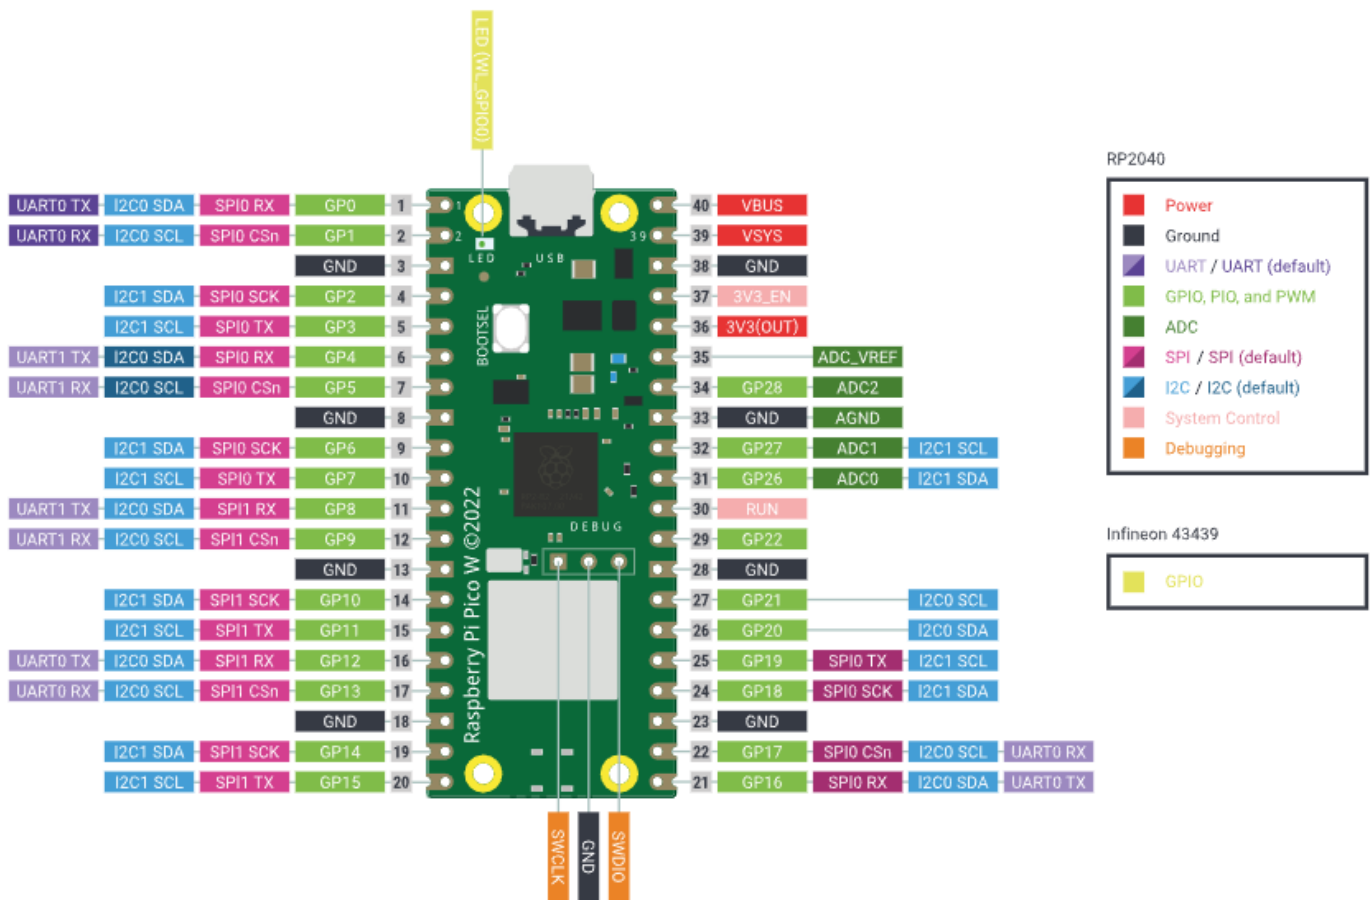 LED (WL_GPIO0)
RP2040
Power
Ground
UART / UART (default)
GPIO, PIO, and PWM
ADC
SPI / SPI (default)
I2C / I2C (default)
System Control
Debugging
Infineon 43439
GPIO
UART0 TX I2C0 SDA SPI0 RX GP0 1
UART0 RX I2C0 SCL SPI0 CSn GP1 2
GND 3
I2C1 SDA SPI0 SCK GP2 4
I2C1 SCL SPI0 TX GP3 5
UART1 TX I2C0 SDA SPI0 RX GP4 6
UART1 RX I2C0 SCL SPI0 CSn GP5 7
GND 8
I2C1 SDA SPI0 SCK GP6 9
I2C1 SCL SPI0 TX GP7 10
UART1 TX I2C0 SDA SPI1 RX GP8 11
UART1 RX I2C0 SCL SPI1 CSn GP9 12
GND 13
I2C1 SDA SPI1 SCK GP10 14
I2C1 SCL SPI1 TX GP11 15
UART0 TX I2C0 SDA SPI1 RX GP12 16
UART0 RX I2C0 SCL SPI1 CSn GP13 17
GND 18
I2C1 SDA SPI1 SCK GP14 19
I2C1 SCL SPI1 TX GP15 20
1
2
39
LED USB
BOOTSEL
DEBUG
Raspberry Pi Pico W ©2022
40 VBUS
39 VSYS
38 GND
37 3V3_EN
36 3V3(OUT)
35 ADC_VREF
34 GP28 ADC2
33 GND AGND
32 GP27 ADC1 I2C1 SCL
31 GP26 ADC0 I2C1 SDA
30 RUN
29 GP22
28 GND
27 GP21 I2C0 SCL
26 GP20 I2C0 SDA
25 GP19 SPI0 TX I2C1 SCL
24 GP18 SPI0 SCK I2C1 SDA
23 GND
22 GP17 SPI0 CSn I2C0 SCL UART0 RX
21 GP16 SPI0 RX I2C0 SDA UART0 TX
SWCLK
GND
SWDIO